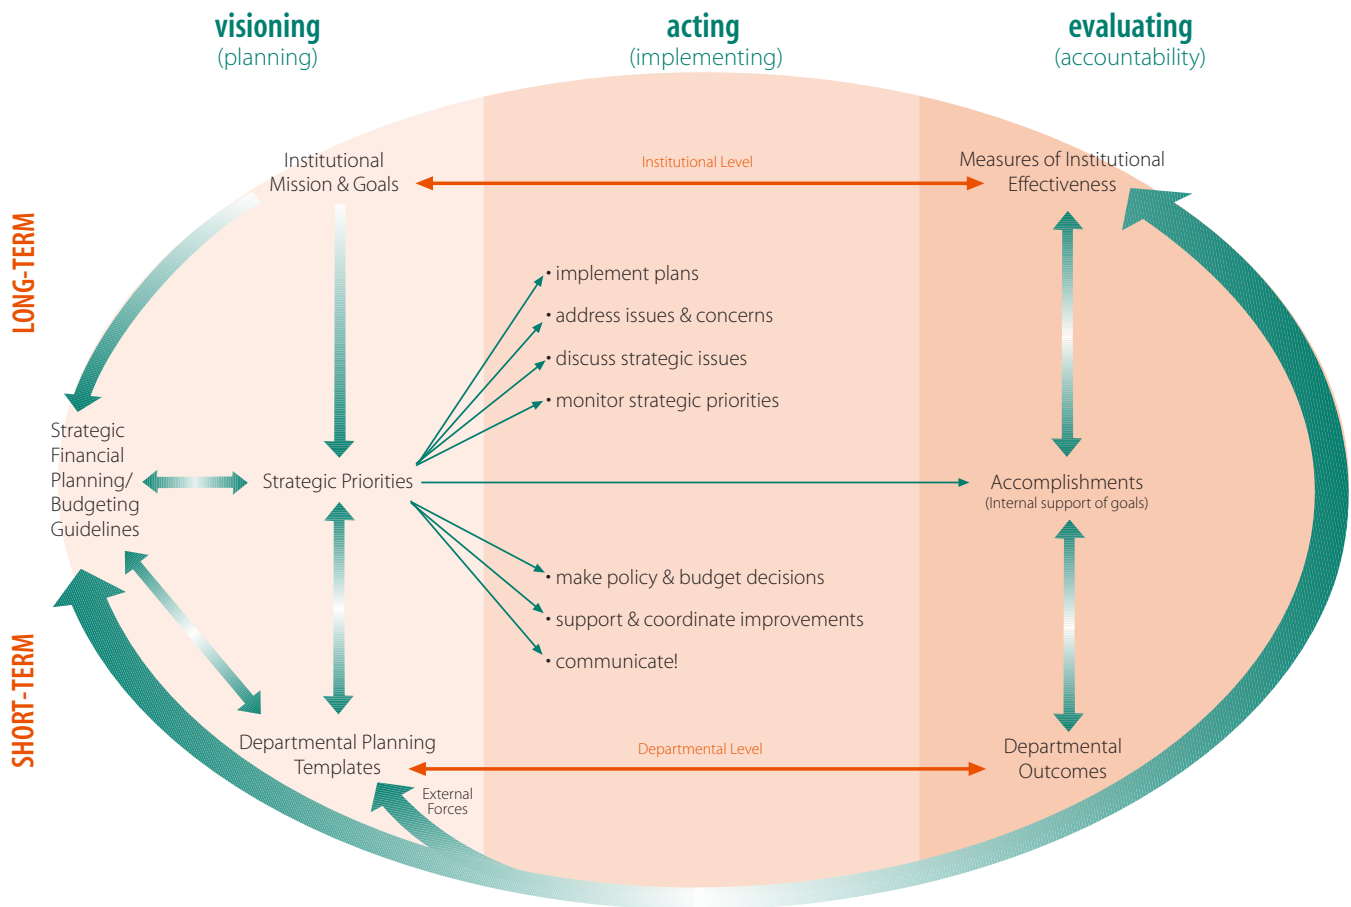 visioning
(planning)
acting
(implementing)
evaluating
(accountability)
LONG-TERM
SHORT-TERM
Institutional
Mission & Goals
Institutional Level
Measures of Institutional
Effectiveness
• implement plans
• address issues & concerns
• discuss strategic issues
• monitor strategic priorities
Strategic
Financial
Planning/
Budgeting
Guidelines
Strategic Priorities
Accomplishments
(Internal support of goals)
• make policy & budget decisions
• support & coordinate improvements
• communicate!
Departmental Planning
Templates
Departmental Level
Departmental
Outcomes
External
Forces